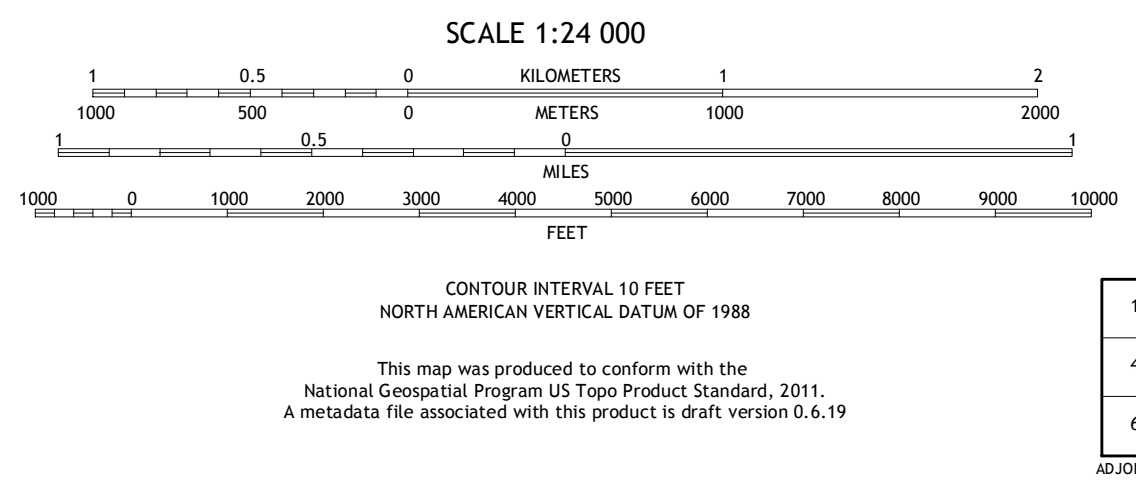 SCALE 1:24 000
1 0.5 0 KILOMETERS 1 2
1000 500 0 METERS 1000 2000
1 0.5 0 1
MILES
1000 0 1000 2000 3000 4000 5000 6000 7000 8000 9000 10000
FEET
CONTOUR INTERVAL 10 FEET
NORTH AMERICAN VERTICAL DATUM OF 1988
This map was produced to conform with the
National Geospatial Program US Topo Product Standard, 2011.
A metadata file associated with this product is draft version 0.6.19
1
4
6